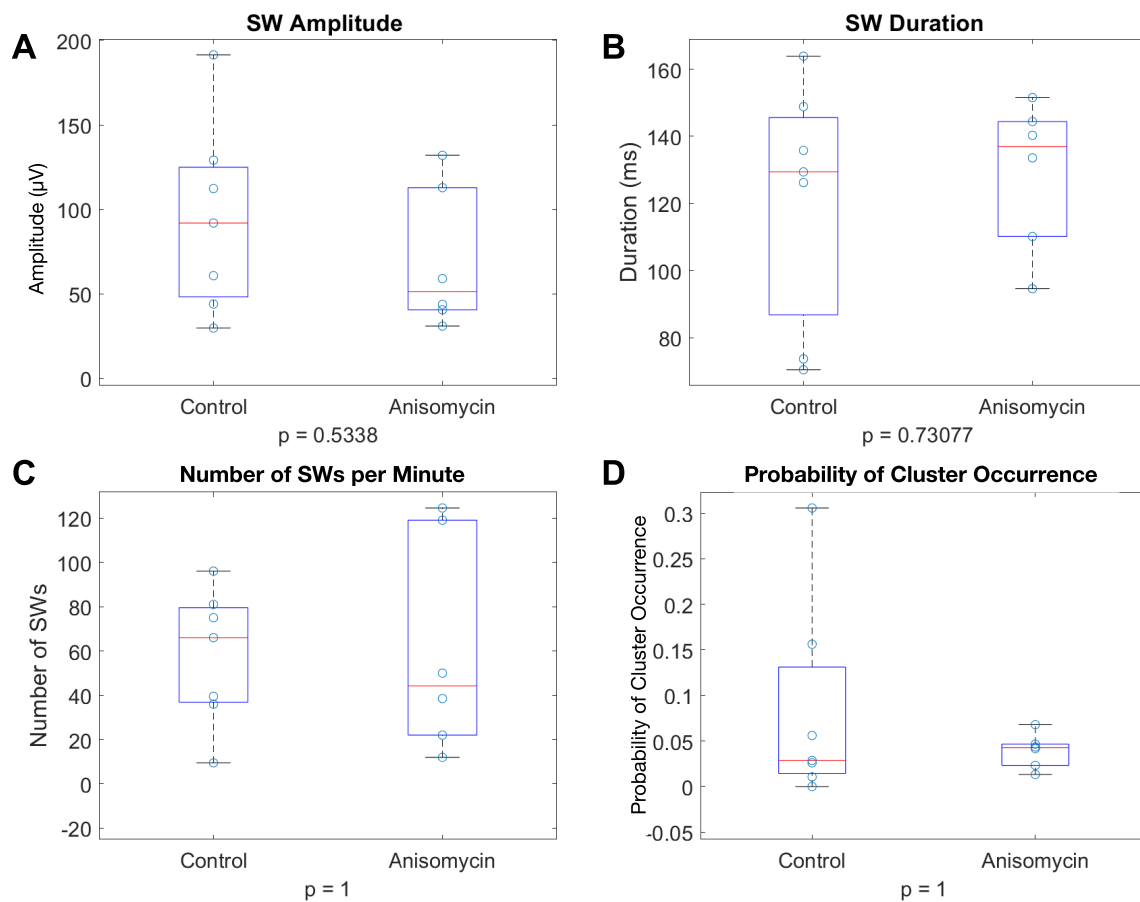 A
SW Amplitude
200
150
100
50
0
Amplitude (µV)
Control
Anisomycin
p = 0.5338
B
SW Duration
160
140
120
100
80
Duration (ms)
Control
Anisomycin
p = 0.73077
C
Number of SWs per Minute
120
100
80
60
40
20
0
-20
Number of SWs
Control
Anisomycin
p = 1
D
Probability of Cluster Occurrence
0.3
0.25
0.2
0.15
0.1
0.05
0
-0.05
Probability of Cluster Occurrence
Control
Anisomycin
p = 1